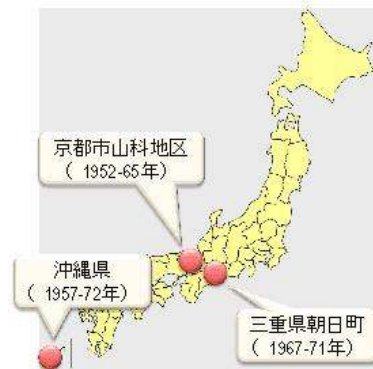 京都市山科地区
（ 1952-65年）
沖縄県
（ 1957-72年）
三重県朝日町
（ 1967-71年）